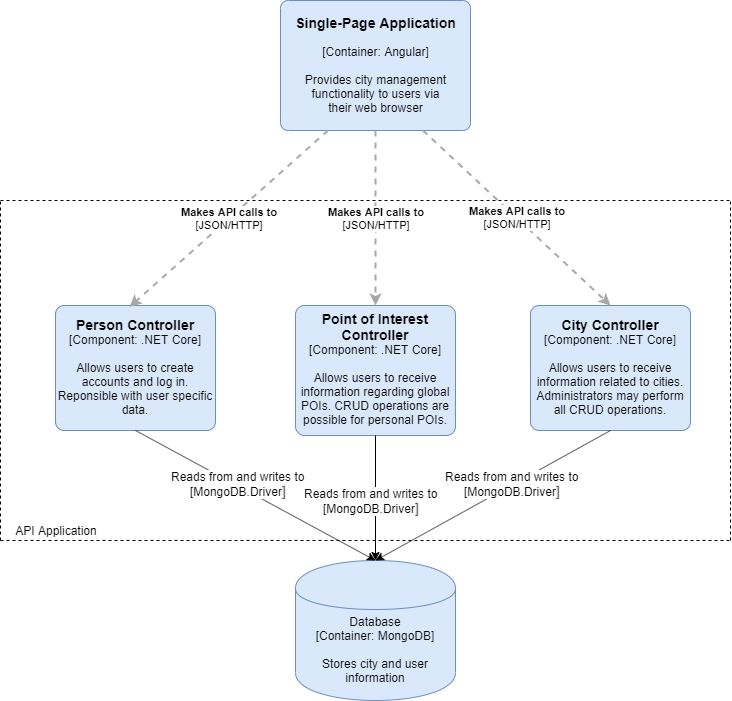 Single-Page Application
[Container: Angular]
Provides city management
functionality to users via
their web browser
Makes API calls to
[JSON/HTTP]
Makes API calls to
[JSON/HTTP]
Makes API calls to
[JSON/HTTP]
Person Controller
[Component: .NET Core]
Allows users to create
accounts and log in.
Reponsible with user specific
data.
Point of Interest
Controller
[Component: .NET Core]
Allows users to receive
information regarding global
POIs. CRUD operations are
possible for personal POIs.
City Controller
[Component: .NET Core]
Allows users to receive
information related to cities.
Administrators may perform
all CRUD operations.
Reads from and writes to
[MongoDB.Driver]
Reads from and writes to
[MongoDB.Driver]
Reads from and writes to
[MongoDB.Driver]
API Application
Database
[Container: MongoDB]
Stores city and user
information